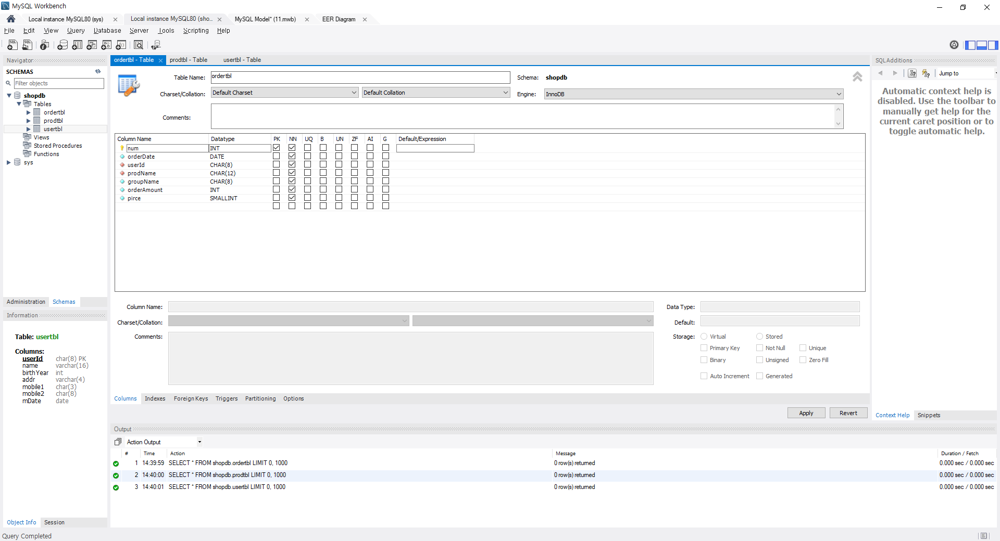 MySQL Workbench
Local instance MySQL80 (sys)
Local instance MySQL80 (sho...
MySQL Model* (11.mwb)
EER Diagram
File Edit View Query Database Server Tools Scripting Help
Navigator
SCHEMAS
Filter objects
shopdb
Tables
ordertbl
prodtbl
usertbl
Views
Stored Procedures
Functions
sys
Administration Schemas
Information
Table: usertbl
Columns:
userId char(8) PK
name varchar(16)
birthYear int
addr varchar(4)
mobile1 char(3)
mobile2 char(8)
mDate date
Object Info Session
ordertbl - Table prodtbl - Table usertbl - Table
Table Name: ordertbl Schema: shopdb
Charset/Collation: Default Charset Default Collation Engine: InnoDB
Comments:
Column Name Datatype PK NN UQ B UN ZF AI G Default/Expression
num INT
orderDate DATE
userId CHAR(8)
prodName CHAR(12)
groupName CHAR(8)
orderAmount INT
pirce SMALLINT
Column Name: Data Type:
Charset/Collation: Default:
Comments: Storage: Virtual Stored
Primary Key Not Null Unique
Binary Unsigned Zero Fill
Auto Increment Generated
Columns Indexes Foreign Keys Triggers Partitioning Options
Apply Revert
SQLAdditions
Jump to
Automatic context help is
disabled. Use the toolbar to
manually get help for the
current caret position or to
toggle automatic help.
Context Help Snippets
Output
Action Output
# Time Action Message Duration / Fetch
1 14:39:59 SELECT * FROM shopdb.ordertbl LIMIT 0, 1000 0 row(s) returned 0.000 sec / 0.000 sec
2 14:40:00 SELECT * FROM shopdb.prodtbl LIMIT 0, 1000 0 row(s) returned 0.000 sec / 0.000 sec
3 14:40:01 SELECT * FROM shopdb.usertbl LIMIT 0, 1000 0 row(s) returned 0.000 sec / 0.000 sec
Query Completed